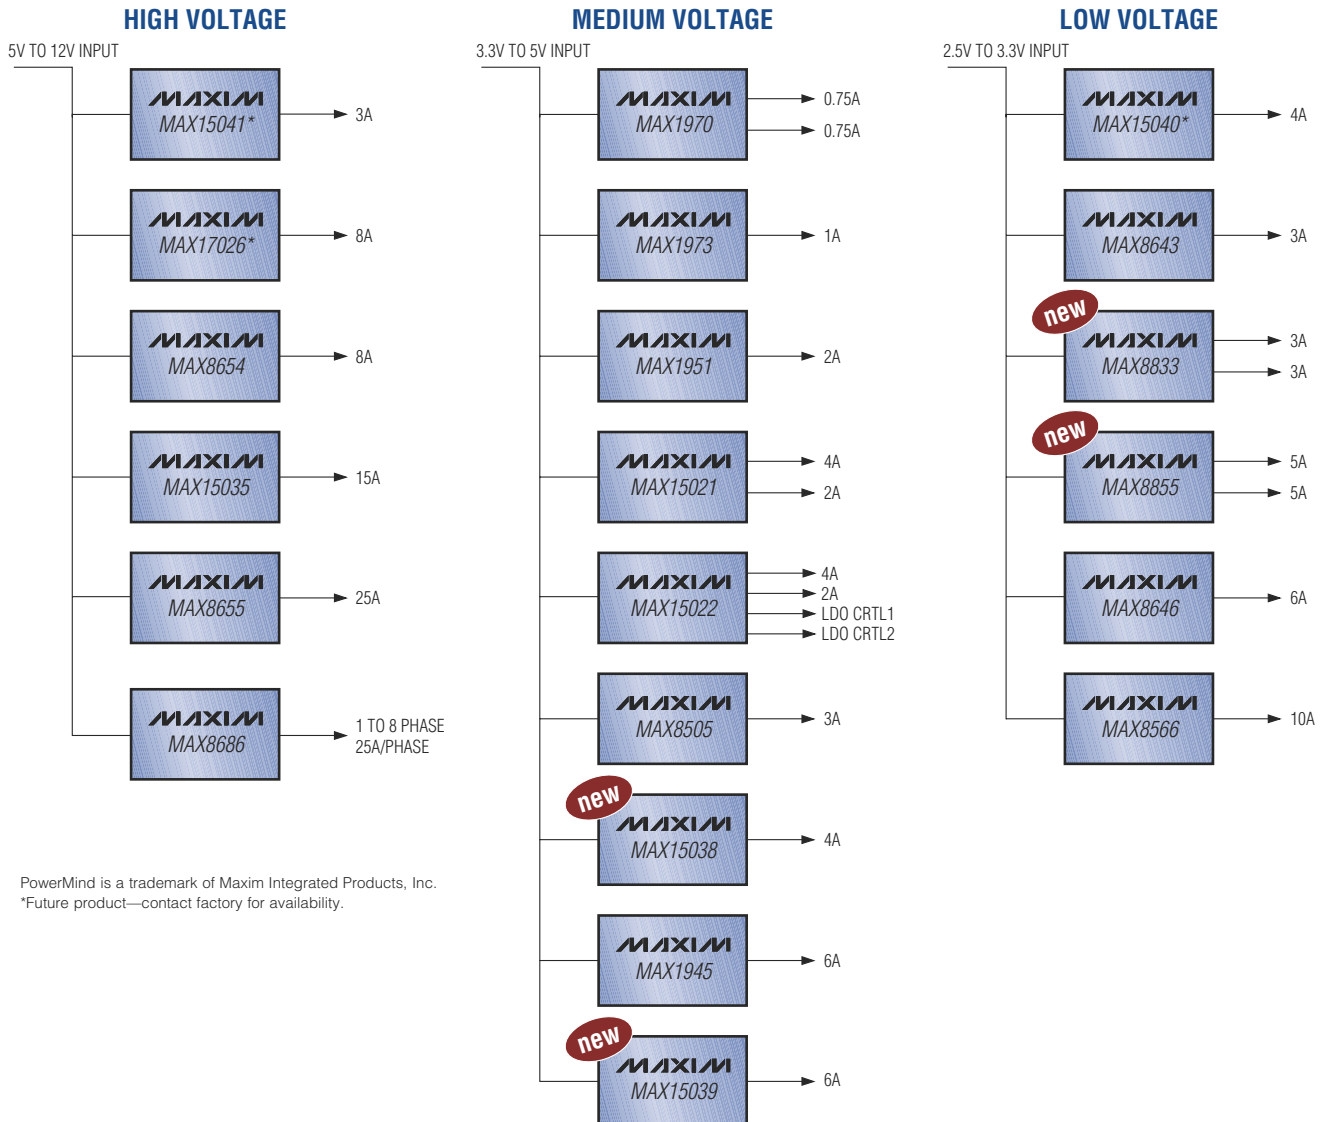 HIGH VOLTAGE
5V TO 12V INPUT
MAXIM
MAX15041*
3A
MAXIM
MAX17026*
8A
MAXIM
MAX8654
8A
MAXIM
MAX15035
15A
MAXIM
MAX8655
25A
MAXIM
MAX8686
1 TO 8 PHASE
25A/PHASE
PowerMind is a trademark of Maxim Integrated Products, Inc.
*Future product—contact factory for availability.
MEDIUM VOLTAGE
3.3V TO 5V INPUT
MAXIM
MAX1970
0.75A
0.75A
MAXIM
MAX1973
1A
MAXIM
MAX1951
2A
MAXIM
MAX15021
4A
2A
MAXIM
MAX15022
4A
2A
LDO CRTL1
LDO CRTL2
MAXIM
MAX8505
3A
new
MAXIM
MAX15038
4A
MAXIM
MAX1945
6A
new
MAXIM
MAX15039
6A
LOW VOLTAGE
2.5V TO 3.3V INPUT
MAXIM
MAX15040*
4A
MAXIM
MAX8643
3A
new
MAXIM
MAX8833
3A
3A
new
MAXIM
MAX8855
5A
5A
MAXIM
MAX8646
6A
MAXIM
MAX8566
10A